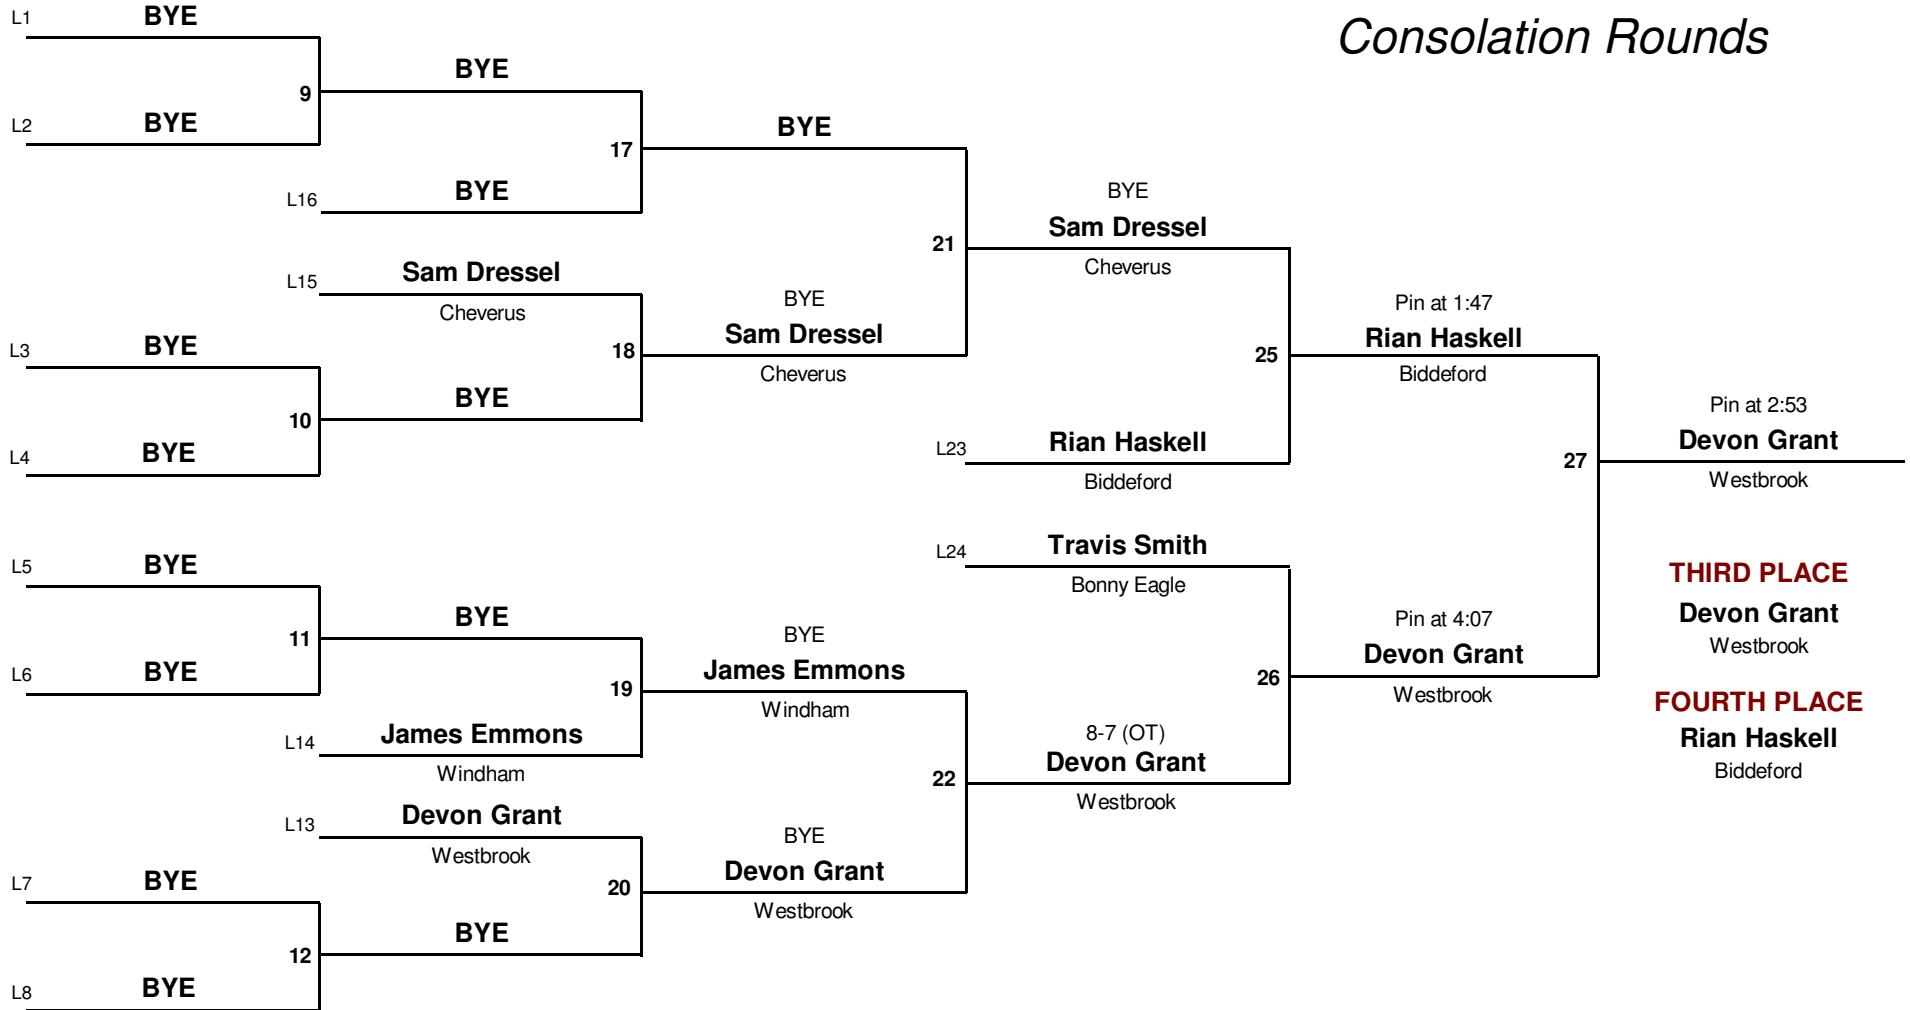 Consolation Rounds
L1
BYE
9
L2
BYE
BYE
17
L16
BYE
BYE
21
L15
Sam Dressel
Cheverus
18
BYE
Sam Dressel
Cheverus
L3
BYE
10
BYE
L4
BYE
BYE
Sam Dressel
Cheverus
25
L23
Rian Haskell
Biddeford
Pin at 1:47
Rian Haskell
Biddeford
27
Pin at 2:53
Devon Grant
Westbrook
L5
BYE
11
L6
BYE
BYE
19
L14
James Emmons
Windham
BYE
James Emmons
Windham
22
L13
Devon Grant
Westbrook
20
BYE
Devon Grant
Westbrook
L7
BYE
12
BYE
L8
BYE
L24
Travis Smith
Bonny Eagle
26
8-7 (OT)
Devon Grant
Westbrook
Pin at 4:07
Devon Grant
Westbrook
THIRD PLACE
Devon Grant
Westbrook
FOURTH PLACE
Rian Haskell
Biddeford